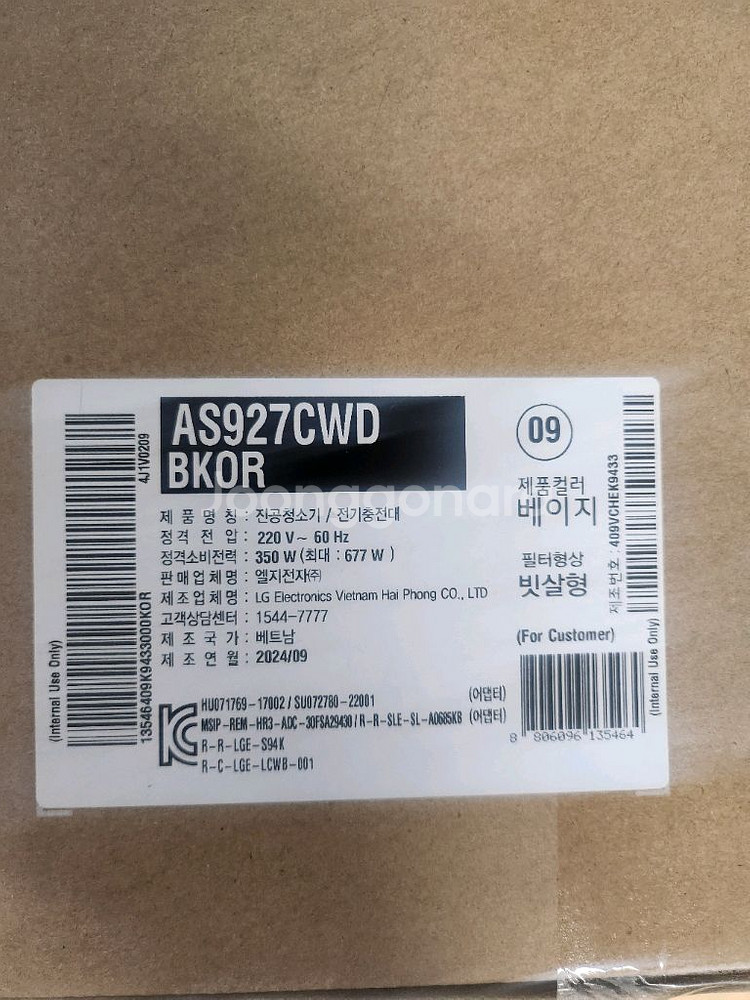 AS927CWD
BKOR
09
제품컬러
베이지
필터형상
빗살형
(For Customer)
제 품 명 칭 : 진공청소기 / 전기충전대
정 격 전 압 : 220 V ~ 60 Hz
정격소비전력 : 350 W (최대 : 677 W )
판 매 업 체 명 : 엘지전자㈜
제 조 업 체 명 : LG Electronics Vietnam Hai Phong CO., LTD
고객상담센터 : 1544-7777
제 조 국 가 : 베트남
제 조 연 월 : 2024/09
HU071769-17002 / SU072780-22001 (어댑터)
MSIP-REM-HR3-ADC-30FSA29430 / R-R-SLE-SL-A0685KB (어댑터)
R-R-LGE-S94K
R-C-LGE-LCWB-001
8 806096 135464
4J1V0209
13546409K943300DKOR
(Internal Use Only)
제조번호 : 409VCHEK9433
(Internal Use Only)
Joonggonara